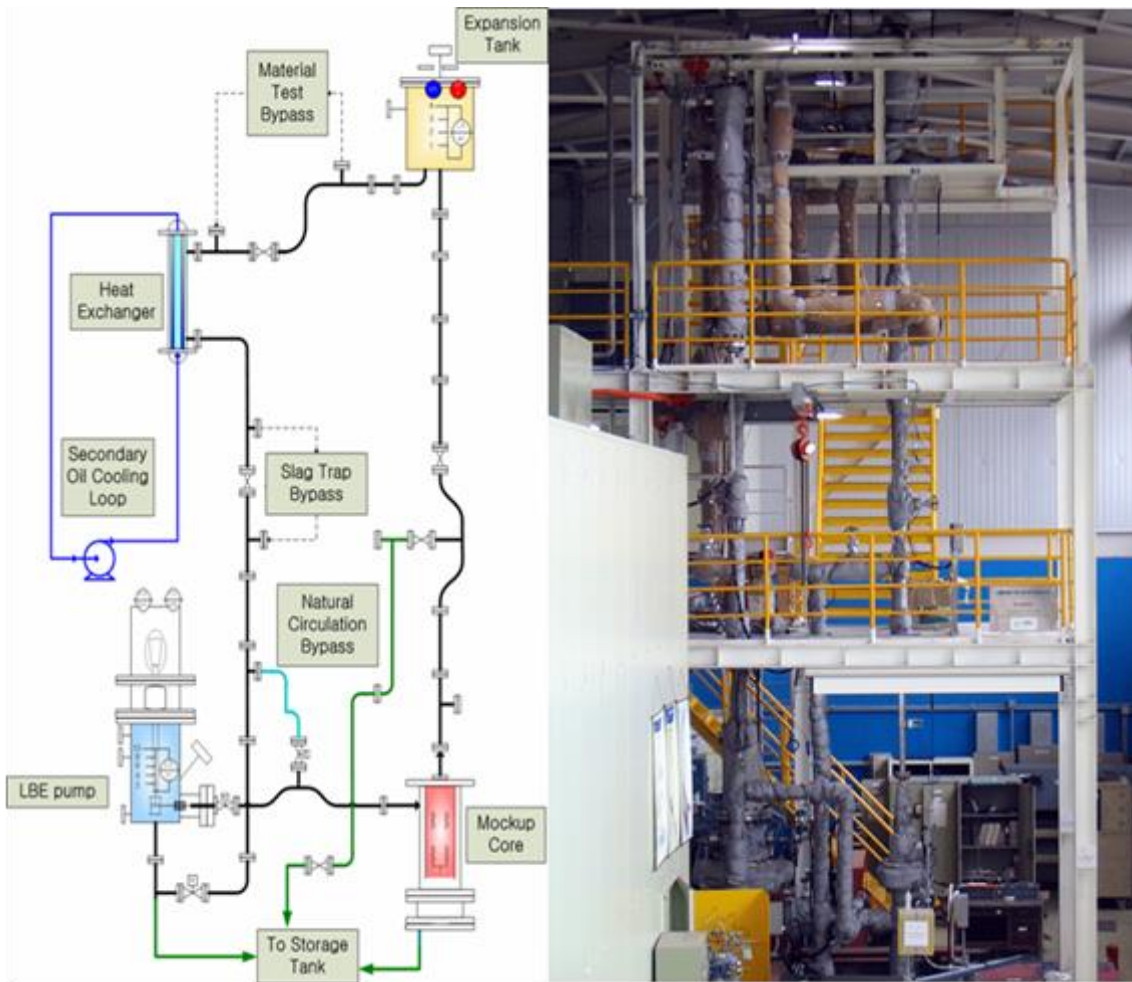 Expansion
Tank
Material
Test
Bypass
Heat
Exchanger
Secondary
Oil Cooling
Loop
Slag Trap
Bypass
Natural
Circulation
Bypass
LBE pump
Mockup
Core
To Storage
Tank